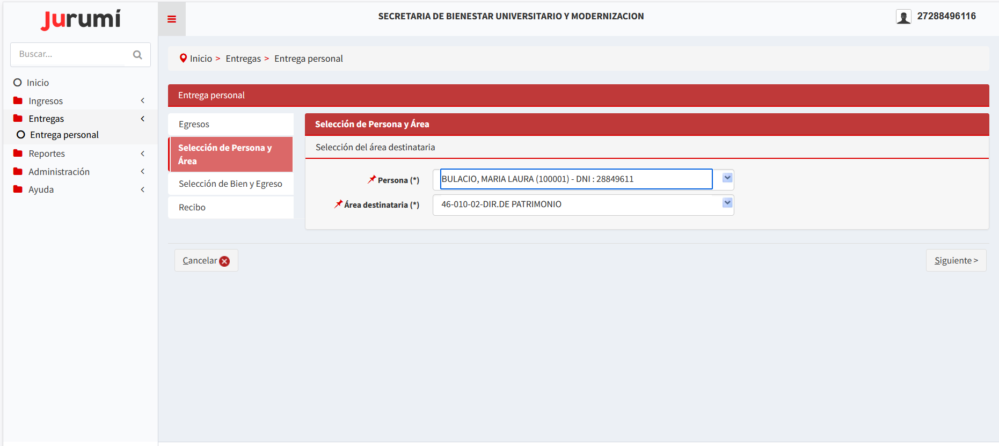 Jurumí
SECRETARIA DE BIENESTAR UNIVERSITARIO Y MODERNIZACION
27288496116
Buscar...
Inicio
Ingresos
Entregas
Entrega personal
Reportes
Administración
Ayuda
Inicio > Entregas > Entrega personal
Entrega personal
Egresos
Selección de Persona y
Área
Selección de Bien y Egreso
Recibo
Selección de Persona y Área
Selección del área destinataria
Persona (*) BULACIO, MARIA LAURA (100001) - DNI : 28849611
Área destinataria (*) 46-010-02-DIR.DE PATRIMONIO
Cancelar
Siguiente >